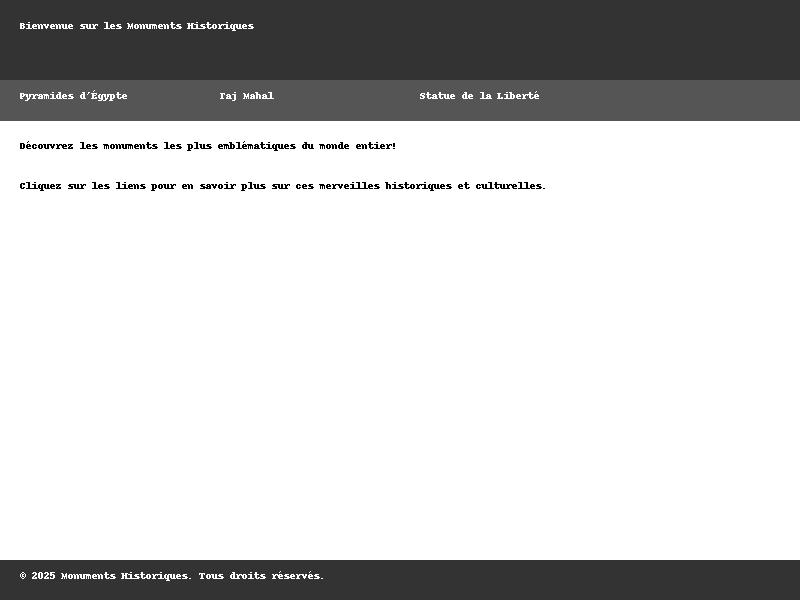 Bienvenue sur les Monuments Historiques
Pyramides d'Égypte Taj Mahal Statue de la Liberté
Découvrez les monuments les plus emblématiques du monde entier!
Cliquez sur les liens pour en savoir plus sur ces merveilles historiques et culturelles.
© 2025 Monuments Historiques. Tous droits réservés.